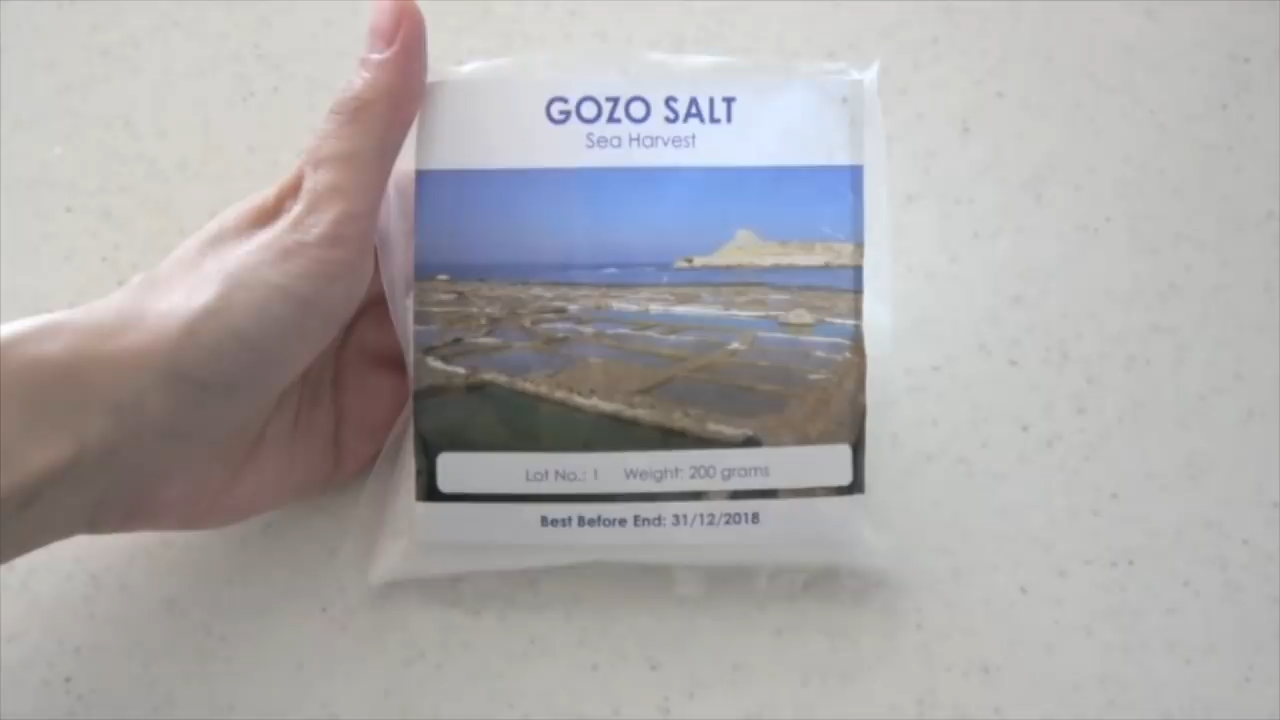 GOZO SALT
Sea Harvest
Lot No.: 1 Weight: 200 grams
Best Before End: 31/12/2018